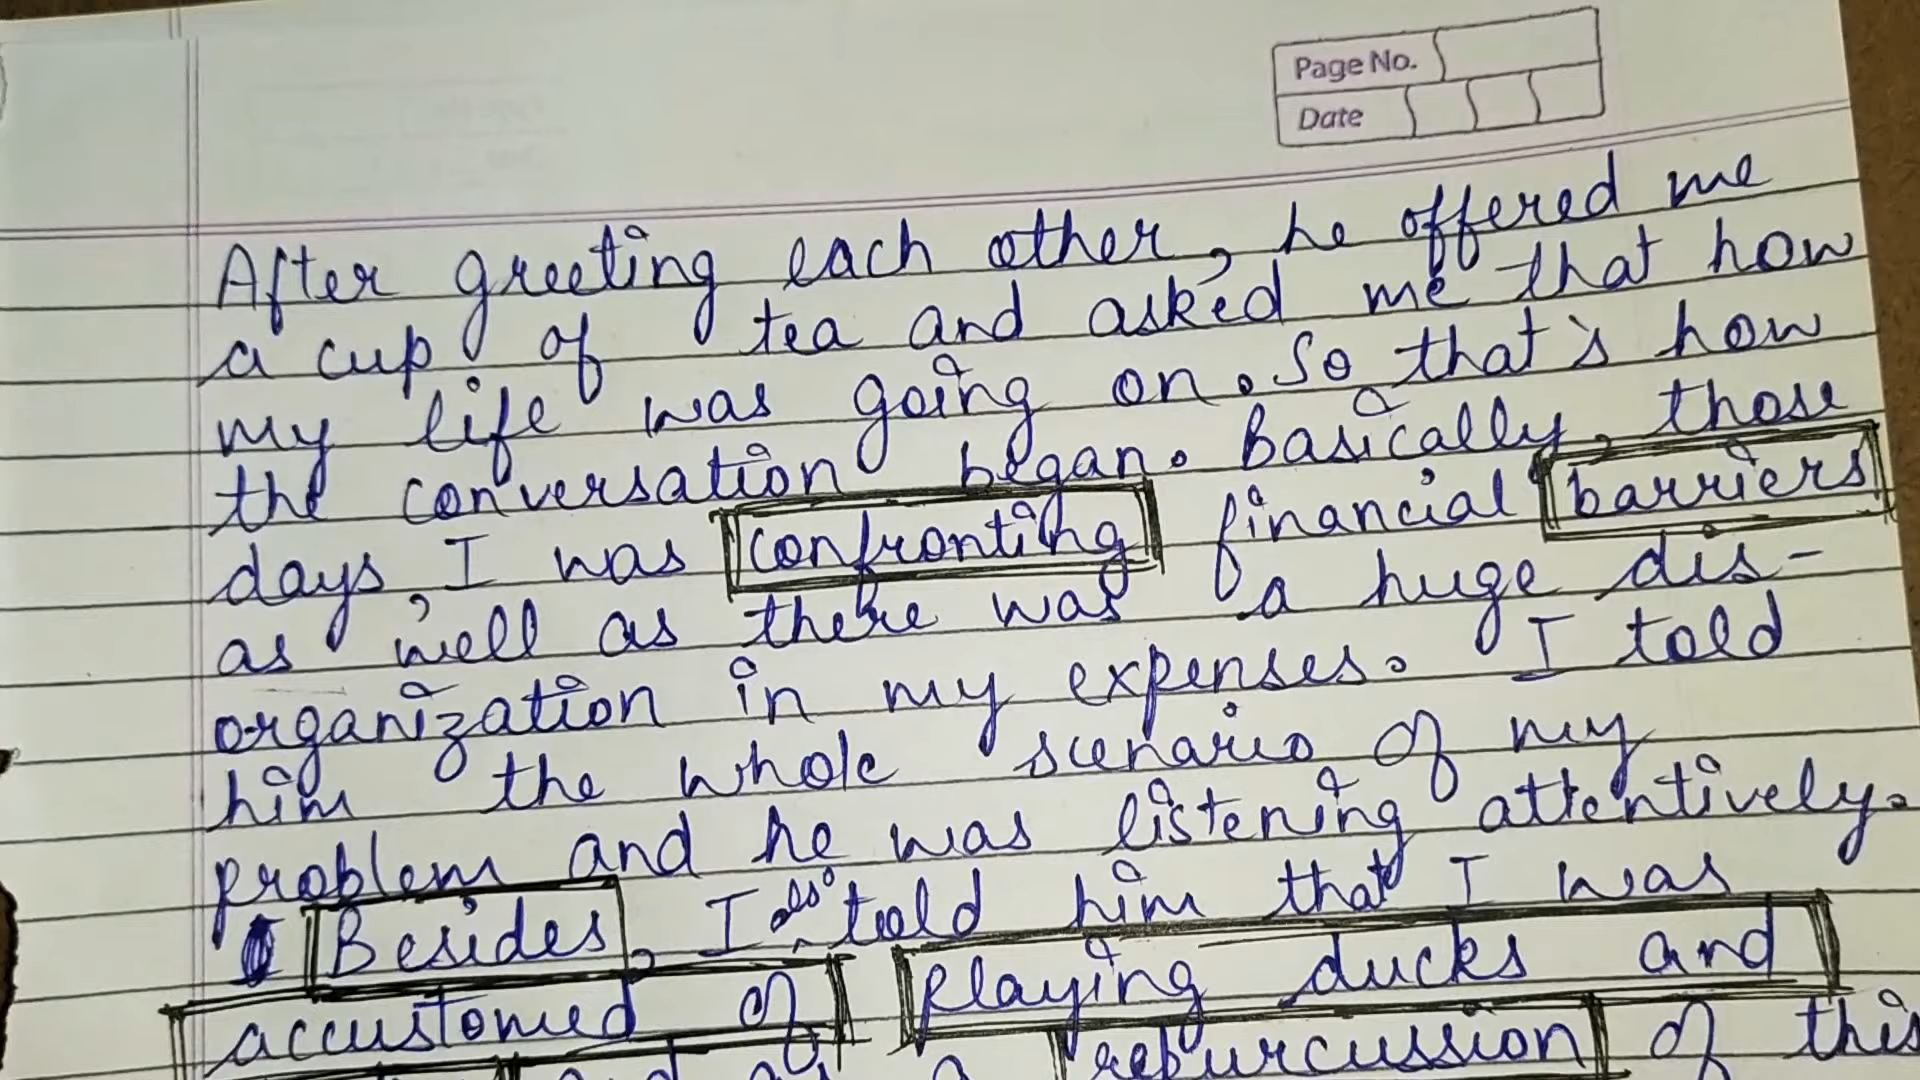 Page No.
Date
After greeting each other, he offered me
a cup of tea and asked me that how
my life was going on. So that's how
the conversation began. Basically, those
days, I was confronting financial barriers
as well as there was a huge dis-
organization in my expenses. I told
him the whole scenario of my
problem and he was listening attentively.
Besides, I also told him that I was
accustomed of playing ducks and
and as a repurcussion of this